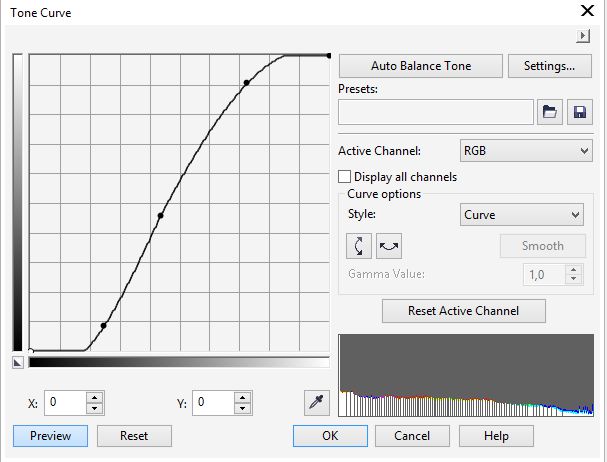 Tone Curve
Auto Balance Tone
Settings...
Presets:
Active Channel:
RGB
Display all channels
Curve options
Style:
Curve
Smooth
Gamma Value:
1,0
Reset Active Channel
X:
0
Y:
0
Preview
Reset
OK
Cancel
Help